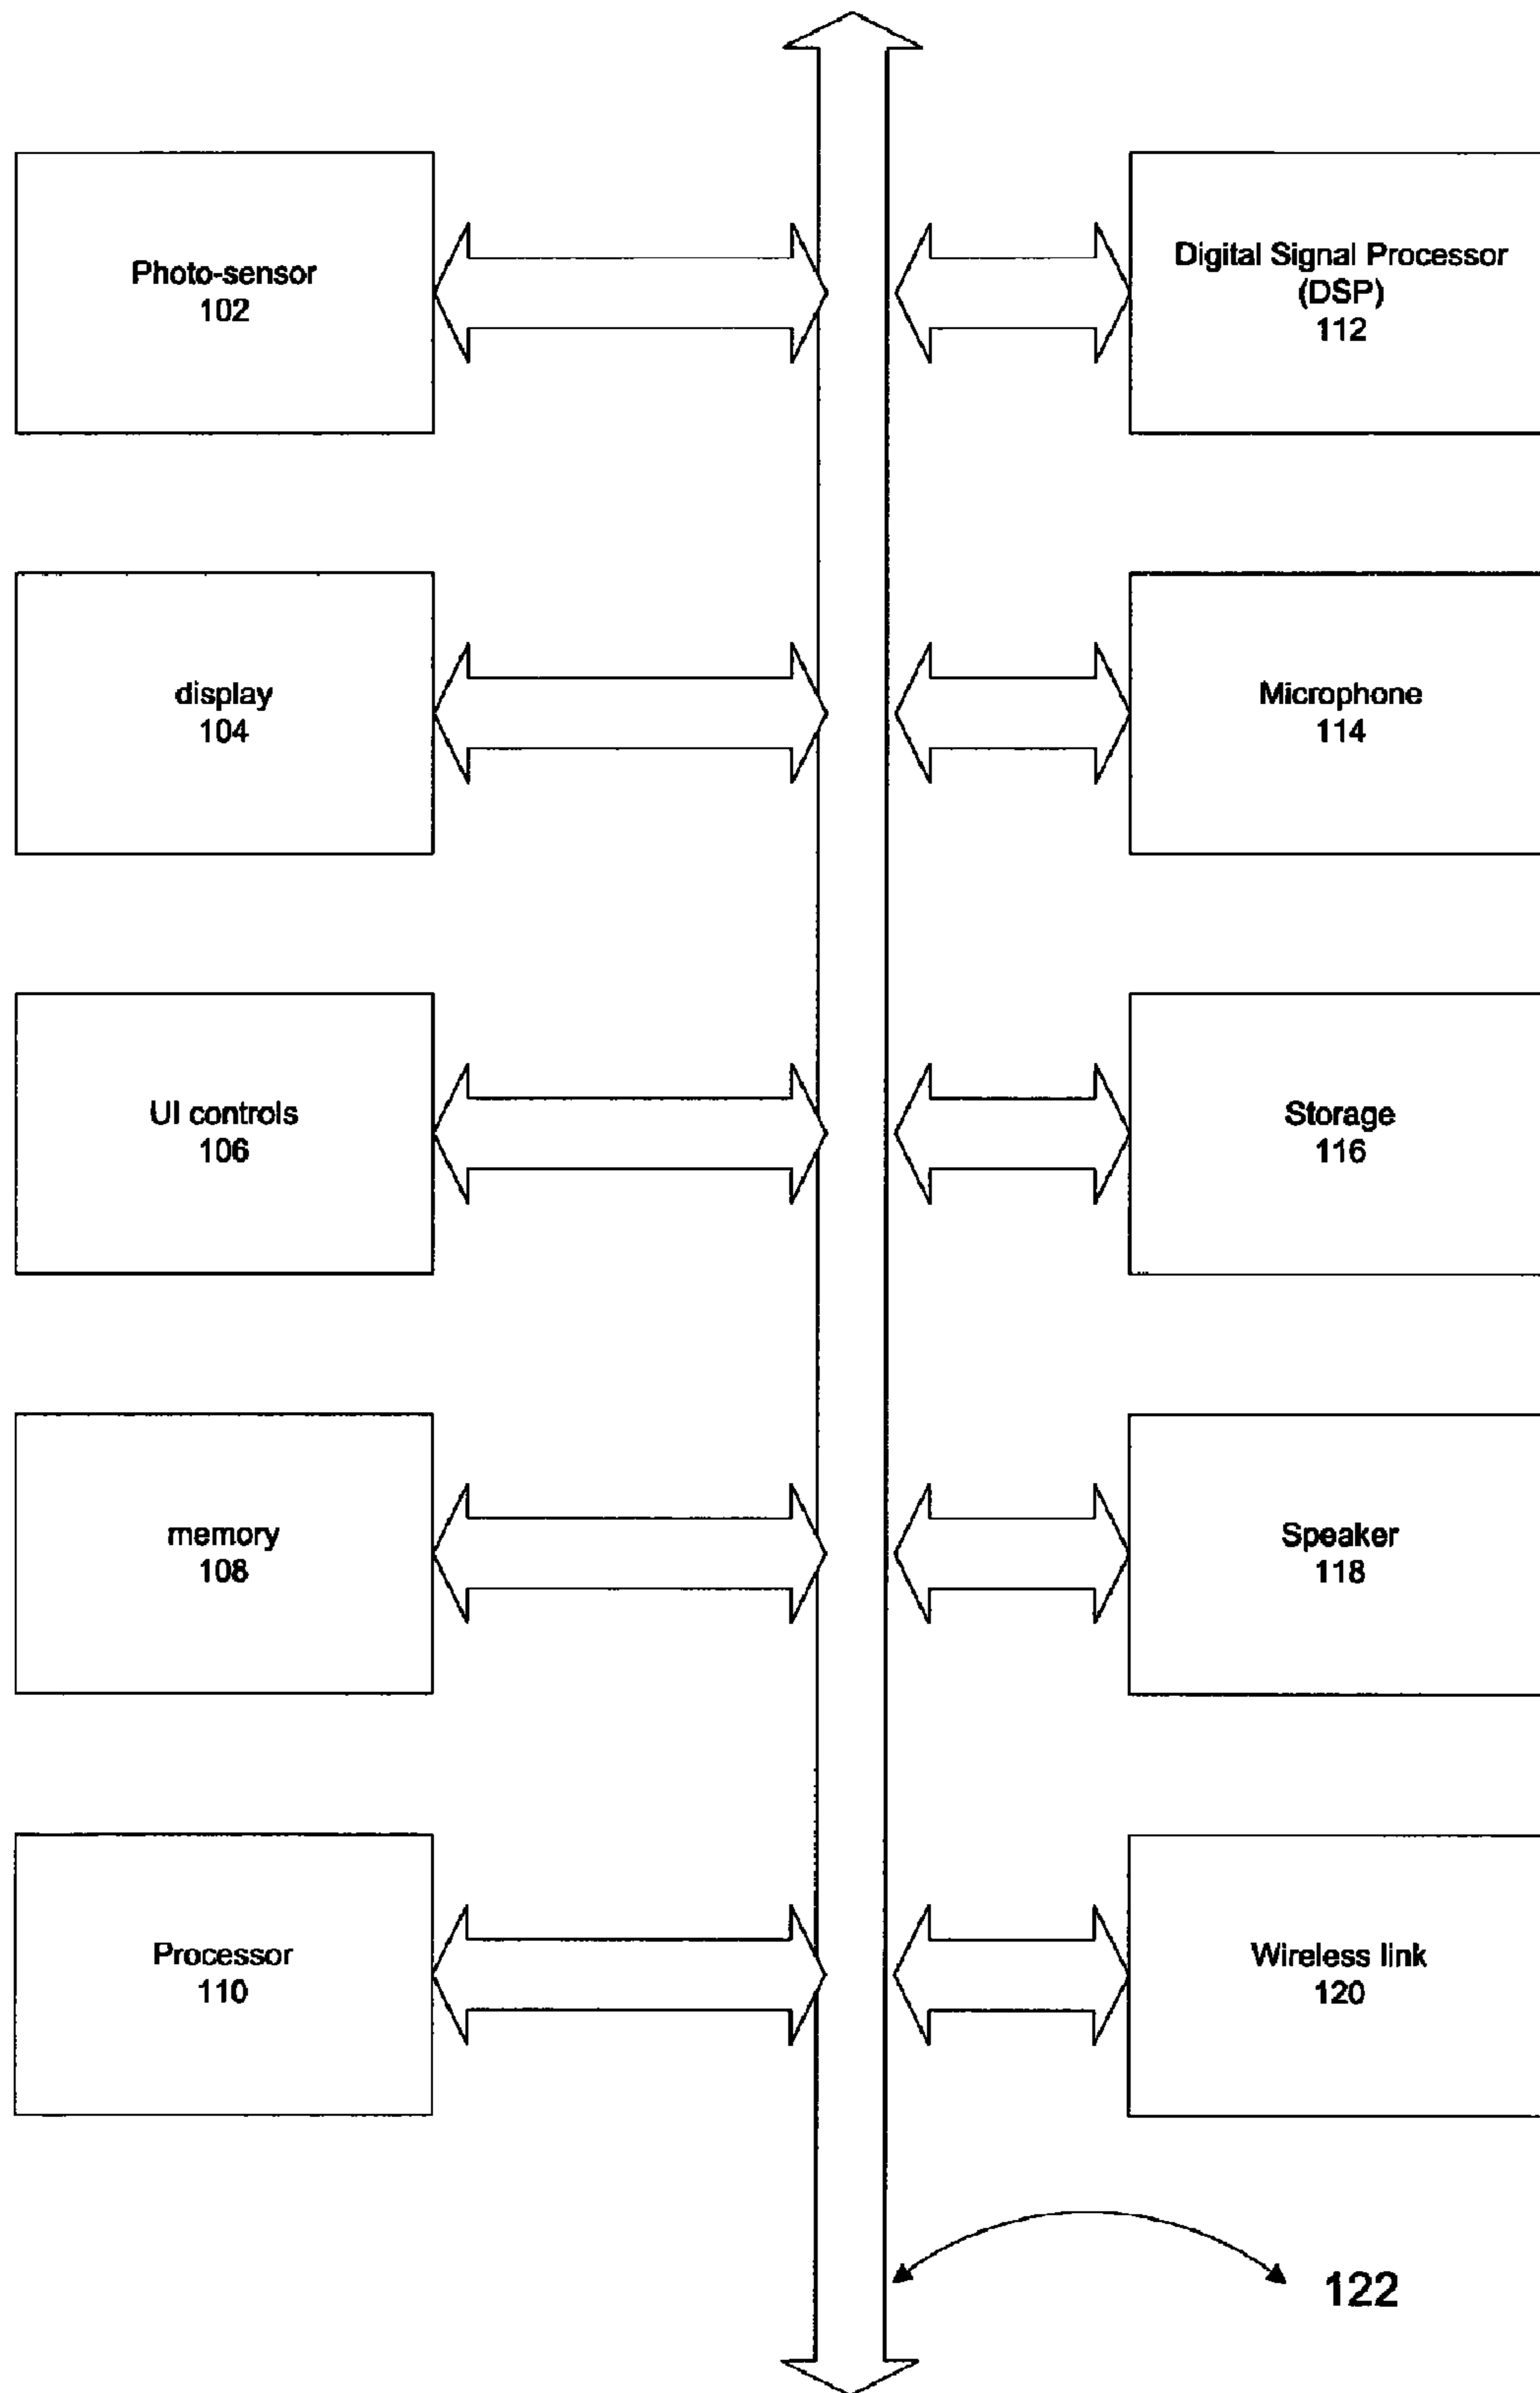 Photo-sensor
102
Digital Signal Processor
(DSP)
112
display
104
Microphone
114
UI controls
106
Storage
116
memory
108
Speaker
118
Processor
110
Wireless link
120
122